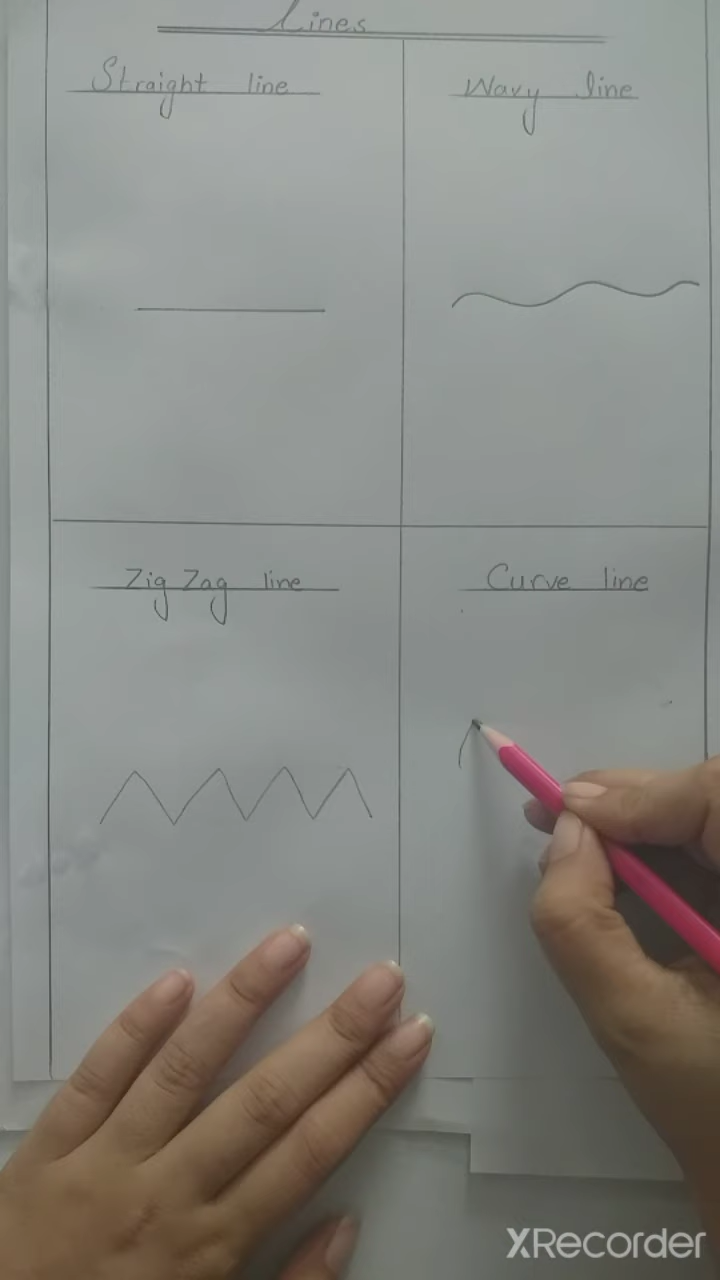 Lines
Straight line
Wavy line
Zig Zag line
Curve line
XRecorder